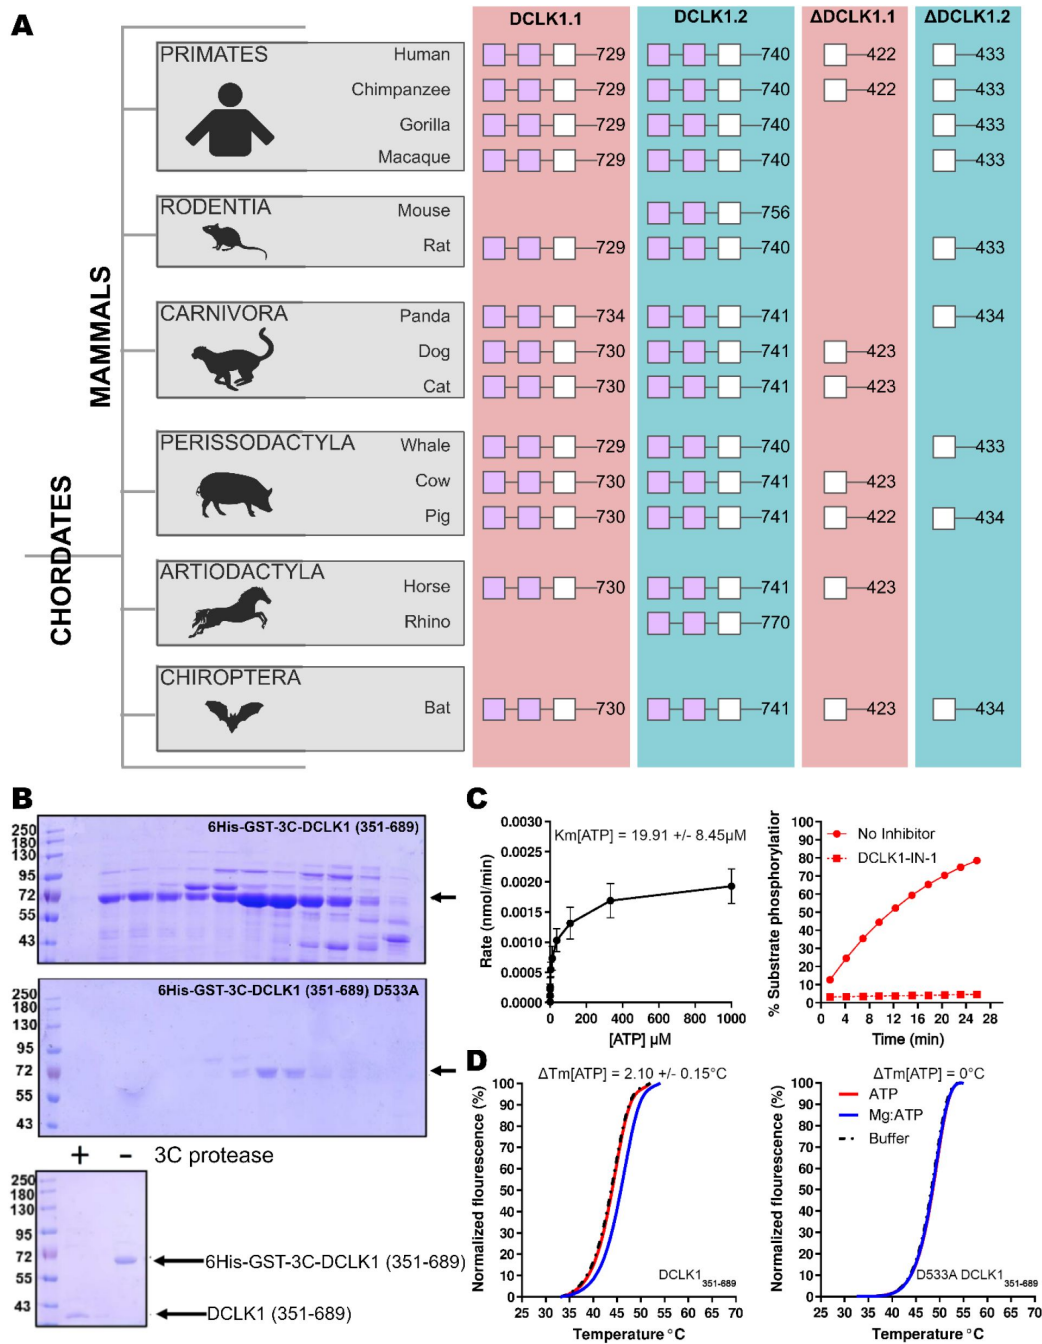 A
DCLK1.1 DCLK1.2 ΔDCLK1.1 ΔDCLK1.2
CHORDATES
MAMMALS
PRIMATES
Human 729 740 422 433
Chimpanzee 729 740 422 433
Gorilla 729 740 433
Macaque 729 740 433
RODENTIA
Mouse 756
Rat 729 740 433
CARNIVORA
Panda 734 741 434
Dog 730 741 423
Cat 730 741 423
PERISSODACTYLA
Whale 729 740 433
Cow 730 741 423
Pig 730 741 422 434
ARTIODACTYLA
Horse 730 741 423
Rhino 770
CHIROPTERA
Bat 730 741 423 434
B
6His-GST-3C-DCLK1 (351-689)
250
180
130
95
72
55
43
6His-GST-3C-DCLK1 (351-689) D533A
250
180
130
95
72
55
43
+ − 3C protease
250
180
130
95
72
55
43
6His-GST-3C-DCLK1 (351-689)
DCLK1 (351-689)
C
Km[ATP] = 19.91 +/- 8.45µM
Rate (nmol/min)
0.0030
0.0025
0.0020
0.0015
0.0010
0.0005
0.0000
0 200 400 600 800 1000
[ATP] µM
% Substrate phosphorylation
100
90
80
70
60
50
40
30
20
10
0
No Inhibitor
DCLK1-IN-1
0 4 8 12 16 20 24 28
Time (min)
D
ΔTm[ATP] = 2.10 +/- 0.15°C
Normalized flourescence (%)
100
90
80
70
60
50
40
30
20
10
0
DCLK1 351-689
25 30 35 40 45 50 55 60 65 70
Temperature °C
ΔTm[ATP] = 0°C
Normalized flourescence (%)
100
90
80
70
60
50
40
30
20
10
0
ATP
Mg:ATP
Buffer
D533A DCLK1 351-689
25 30 35 40 45 50 55 60 65 70
Temperature °C